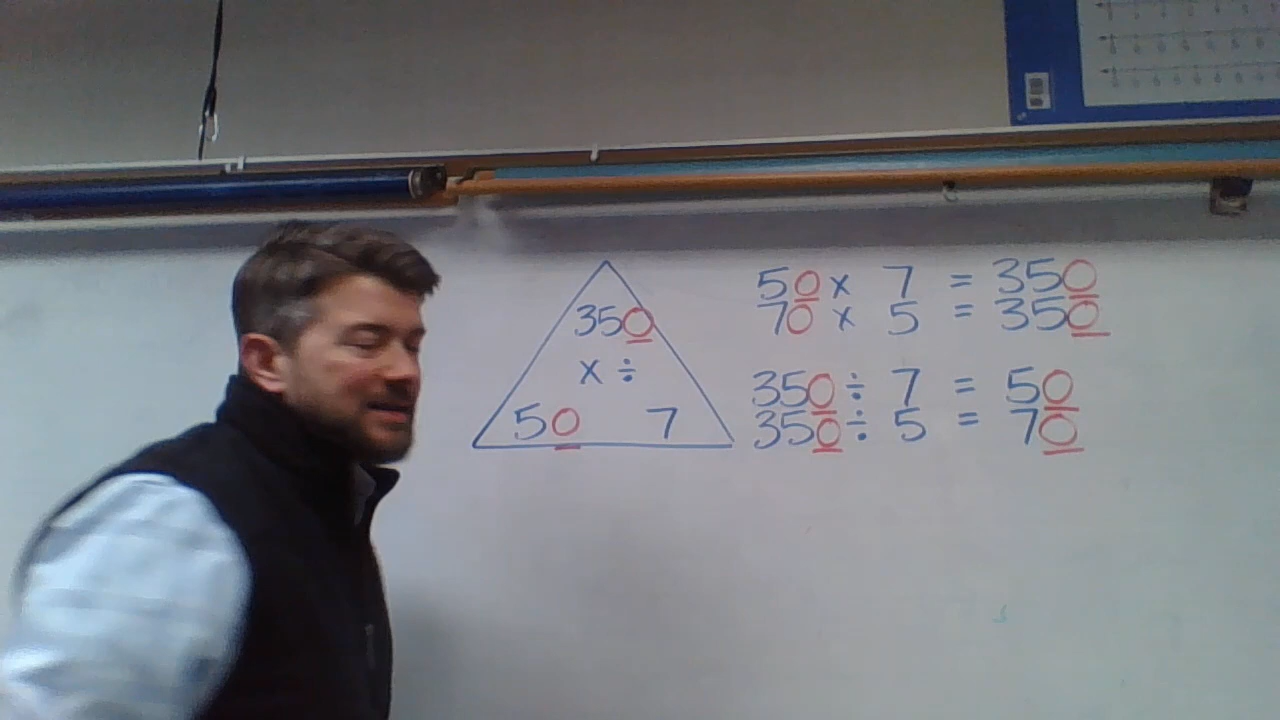 350
x ÷
50 7
50 x 7 = 350
70 x 5 = 350
350 ÷ 7 = 50
350 ÷ 5 = 70